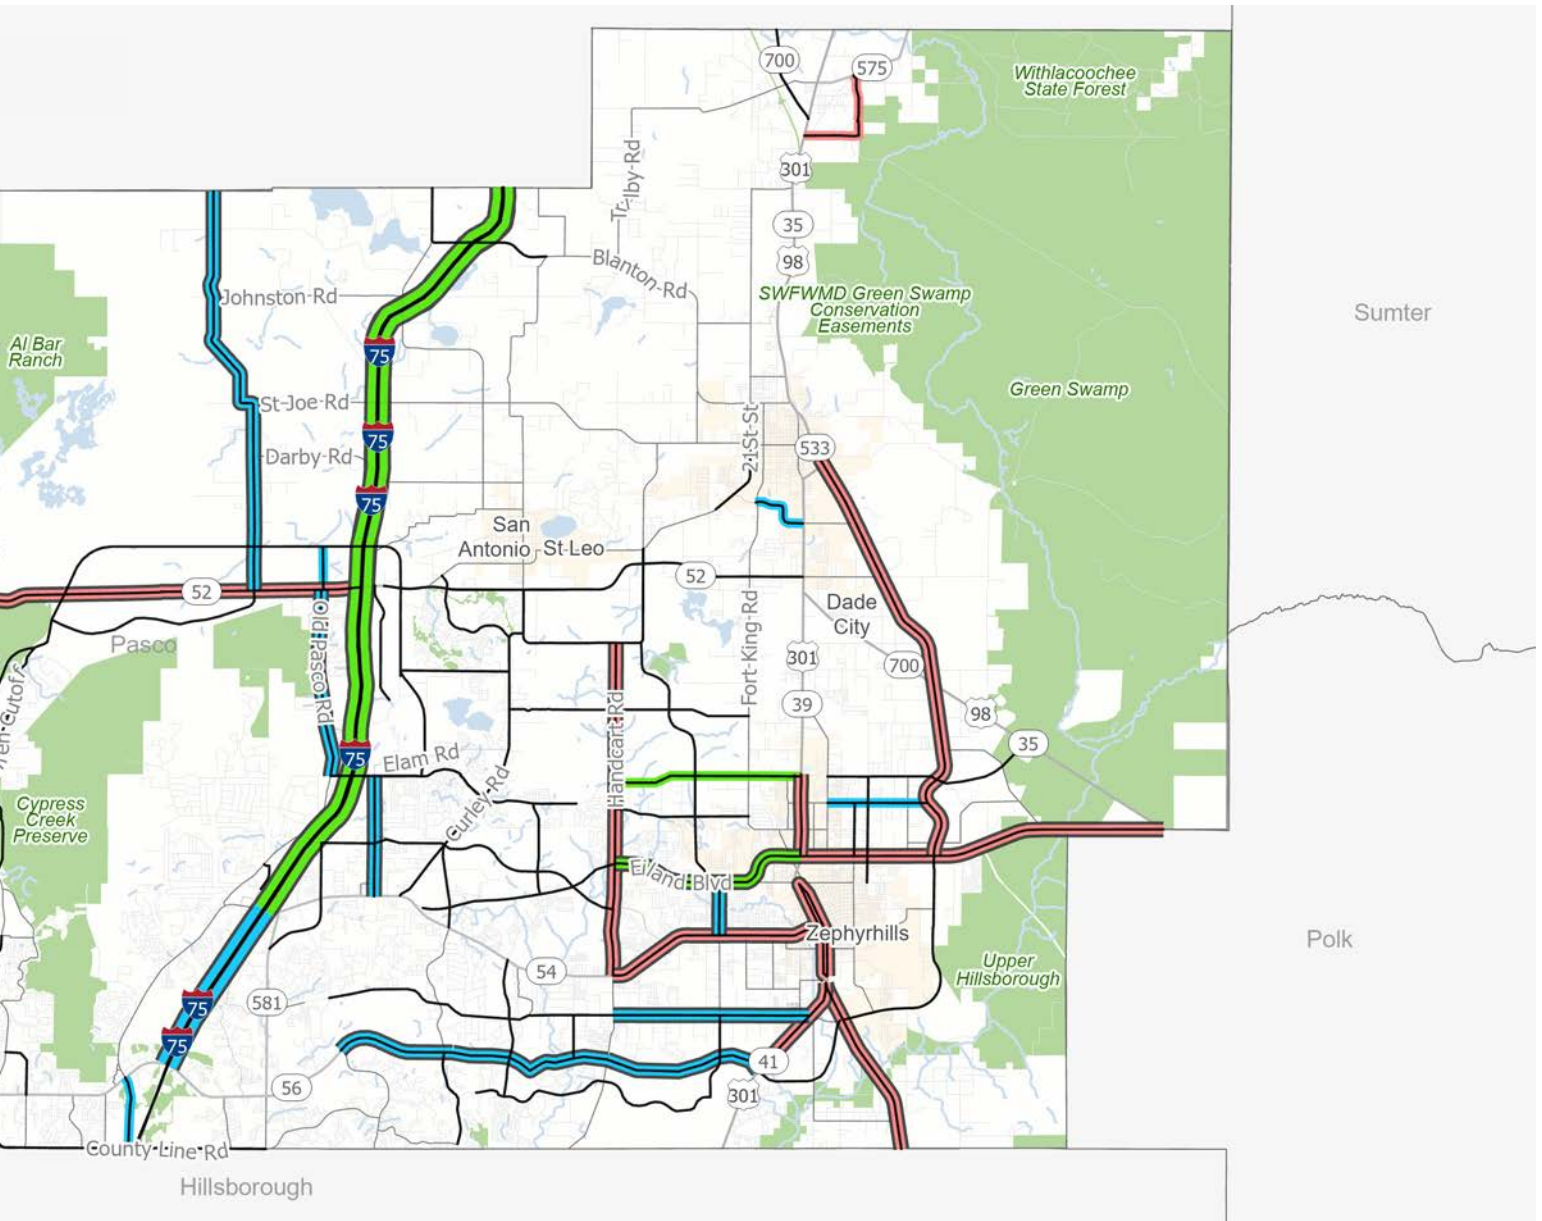 700
575
Withlacoochee
State Forest
Trilby-Rd
301
35
98
Blanton-Rd
Johnston-Rd
SWFWMD Green Swamp
Conservation
Easements
Sumter
Al Bar
Ranch
75
Green Swamp
St-Joe-Rd
75
21St-St
533
Darby-Rd
75
San
Antonio
St-Leo
52
52
Dade
City
Old Pasco Rd
Pasco
Fort-King-Rd
301
700
39
98
35
Handcart-Rd
75
Elam Rd
Curley-Rd
Cypress
Creek
Preserve
Eiland Blvd
Zephyrhills
Polk
Upper
Hillsborough
54
75
581
75
41
56
301
County-Line-Rd
Hillsborough